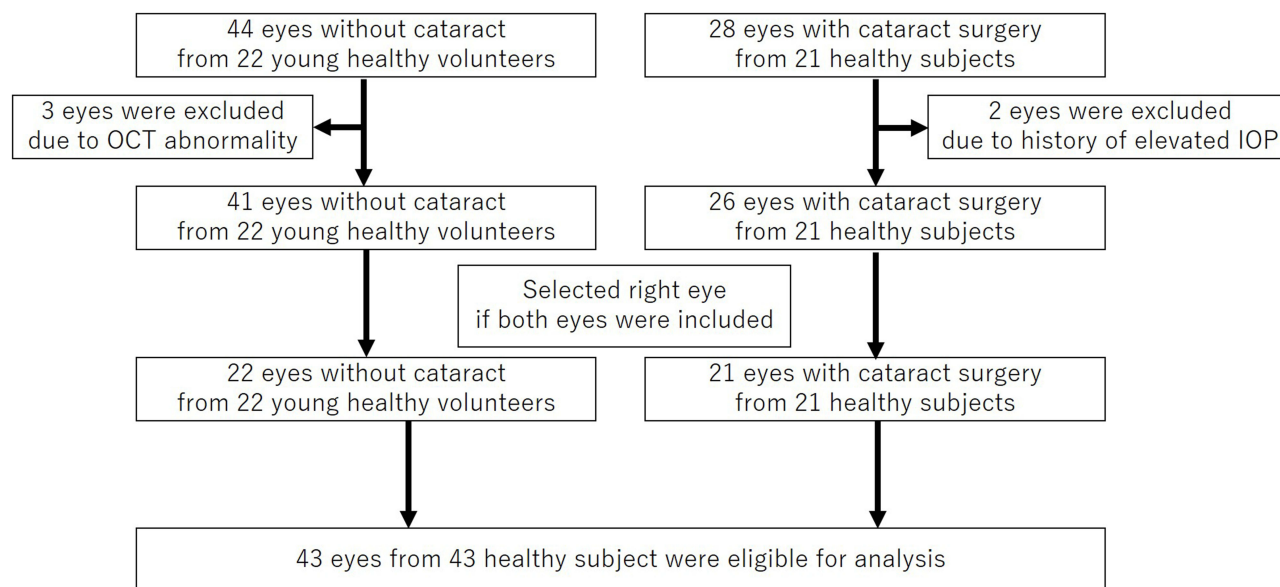 44 eyes without cataract
from 22 young healthy volunteers
28 eyes with cataract surgery
from 21 healthy subjects
3 eyes were excluded
due to OCT abnormality
2 eyes were excluded
due to history of elevated IOP
41 eyes without cataract
from 22 young healthy volunteers
26 eyes with cataract surgery
from 21 healthy subjects
Selected right eye
if both eyes were included
22 eyes without cataract
from 22 young healthy volunteers
21 eyes with cataract surgery
from 21 healthy subjects
43 eyes from 43 healthy subject were eligible for analysis